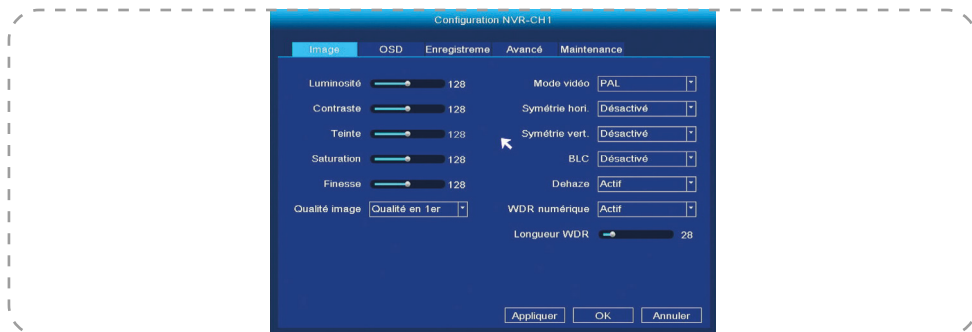 Configuration NVR-CH1
Image OSD Enregistreme Avancé Maintenance
Luminosité 128 Mode vidéo PAL
Contraste 128 Symétrie hori. Désactivé
Teinte 128 Symétrie vert. Désactivé
Saturation 128 BLC Désactivé
Finesse 128 Dehaze Actif
Qualité image Qualité en 1er WDR numérique Actif
Longueur WDR 28
Appliquer OK Annuler